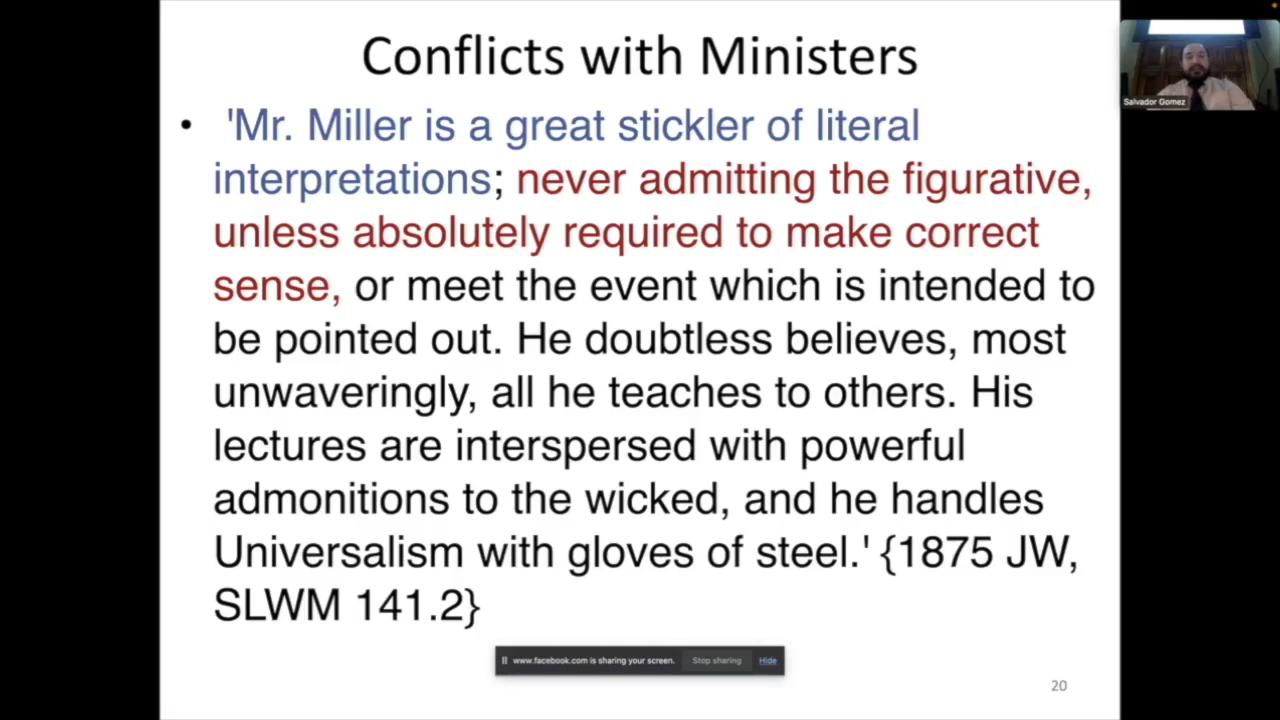 Conflicts with Ministers
• 'Mr. Miller is a great stickler of literal
interpretations; never admitting the figurative,
unless absolutely required to make correct
sense, or meet the event which is intended to
be pointed out. He doubtless believes, most
unwaveringly, all he teaches to others. His
lectures are interspersed with powerful
admonitions to the wicked, and he handles
Universalism with gloves of steel.' {1875 JW,
SLWM 141.2}
Salvador Gomez
www.facebook.com is sharing your screen. Stop sharing Hide
20